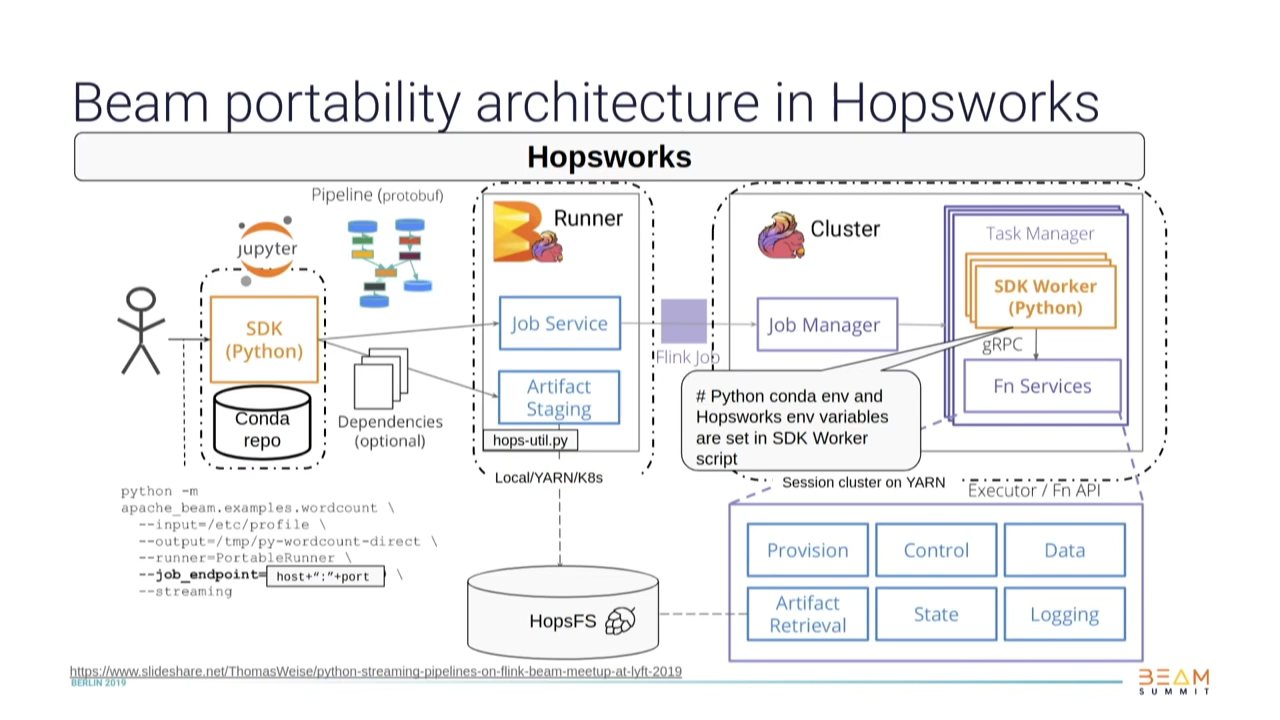 Beam portability architecture in Hopsworks
Hopsworks
Pipeline (protobuf)
jupyter
SDK
(Python)
Conda
repo
Dependencies
(optional)
Runner
Job Service
Artifact
Staging
hops-util.py
Local/YARN/K8s
Flink Job
Cluster
Job Manager
Task Manager
SDK Worker
(Python)
gRPC
Fn Services
# Python conda env and
Hopsworks env variables
are set in SDK Worker
script
Session cluster on YARN
Executor / Fn API
python -m
apache_beam.examples.wordcount \
--input=/etc/profile \
--output=/tmp/py-wordcount-direct \
--runner=PortableRunner \
--job_endpoint= host+":"+port \
--streaming
HopsFS
Provision
Control
Data
Artifact
Retrieval
State
Logging
https://www.slideshare.net/ThomasWeise/python-streaming-pipelines-on-flink-beam-meetup-at-lyft-2019
BERLIN 2019
BEAM
SUMMIT